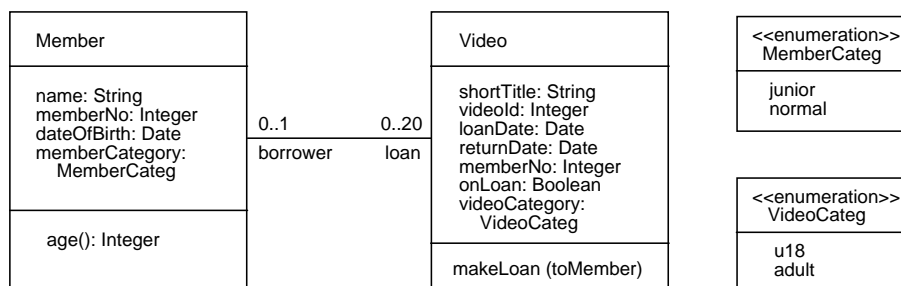 Member
name: String
memberNo: Integer
dateOfBirth: Date
memberCategory:
MemberCateg
age(): Integer
0..1
0..20
borrower
loan
Video
shortTitle: String
videoId: Integer
loanDate: Date
returnDate: Date
memberNo: Integer
onLoan: Boolean
videoCategory:
VideoCateg
makeLoan (toMember)
<<enumeration>>
MemberCateg
junior
normal
<<enumeration>>
VideoCateg
u18
adult